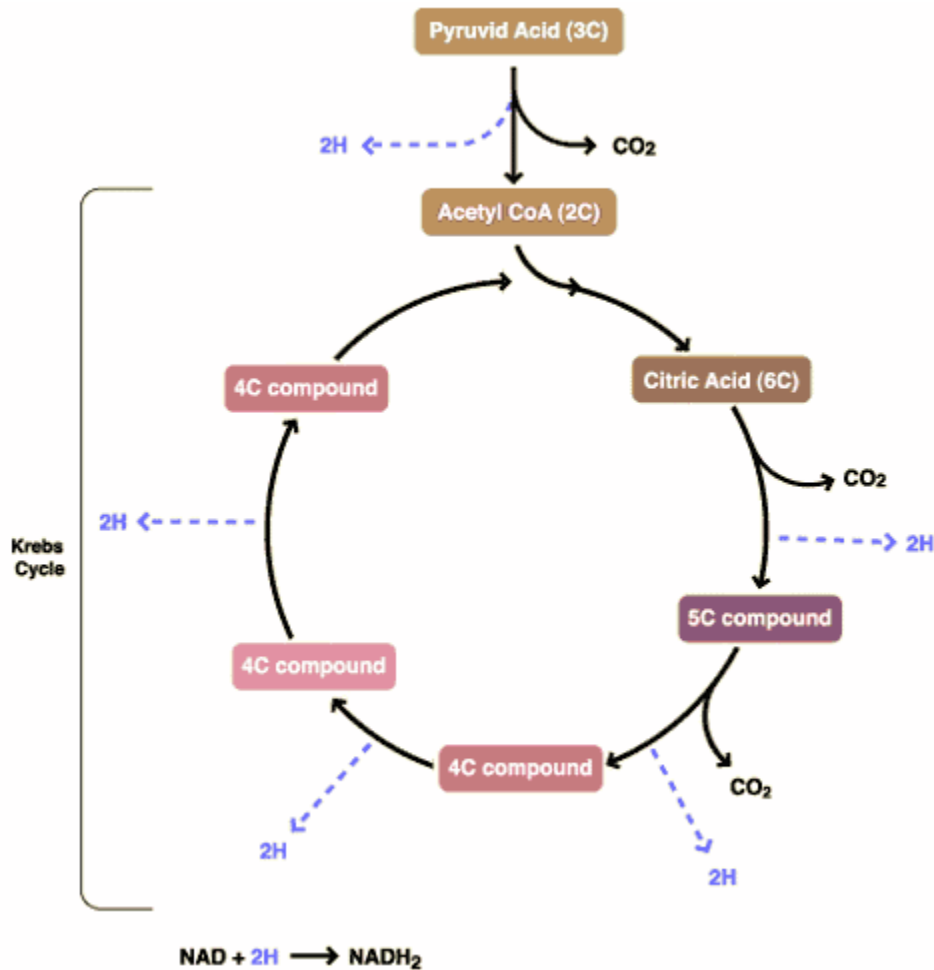 Pyruvid Acid (3C)
2H
CO₂
Acetyl CoA (2C)
4C compound
Citric Acid (6C)
CO₂
2H
2H
Krebs
Cycle
5C compound
4C compound
4C compound
CO₂
2H
2H
NAD + 2H → NADH₂